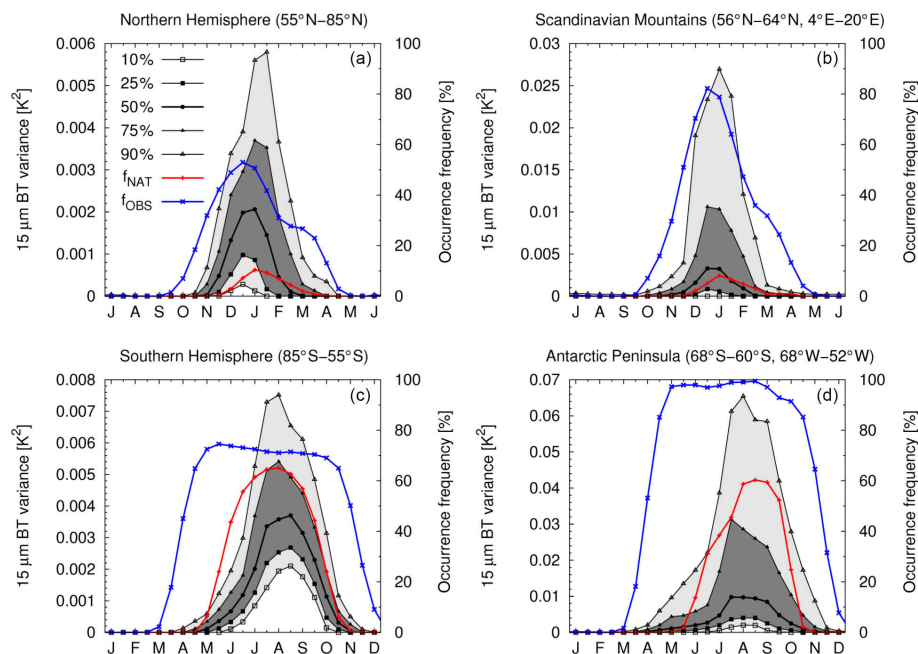 Northern Hemisphere (55°N−85°N)
(a)
15 µm BT variance [K²]
0.006
0.005
0.004
0.003
0.002
0.001
0
10%
25%
50%
75%
90%
fNAT
fOBS
100
80
60
40
20
0
Occurrence frequency [%]
J A S O N D J F M A M J
Scandinavian Mountains (56°N−64°N, 4°E−20°E)
(b)
15 µm BT variance [K²]
0.03
0.025
0.02
0.015
0.01
0.005
0
100
80
60
40
20
0
Occurrence frequency [%]
J A S O N D J F M A M J
Southern Hemisphere (85°S−55°S)
(c)
15 µm BT variance [K²]
0.008
0.007
0.006
0.005
0.004
0.003
0.002
0.001
0
100
80
60
40
20
0
Occurrence frequency [%]
J F M A M J J A S O N D
Antarctic Peninsula (68°S−60°S, 68°W−52°W)
(d)
15 µm BT variance [K²]
0.07
0.06
0.05
0.04
0.03
0.02
0.01
0
100
80
60
40
20
0
Occurrence frequency [%]
J F M A M J J A S O N D